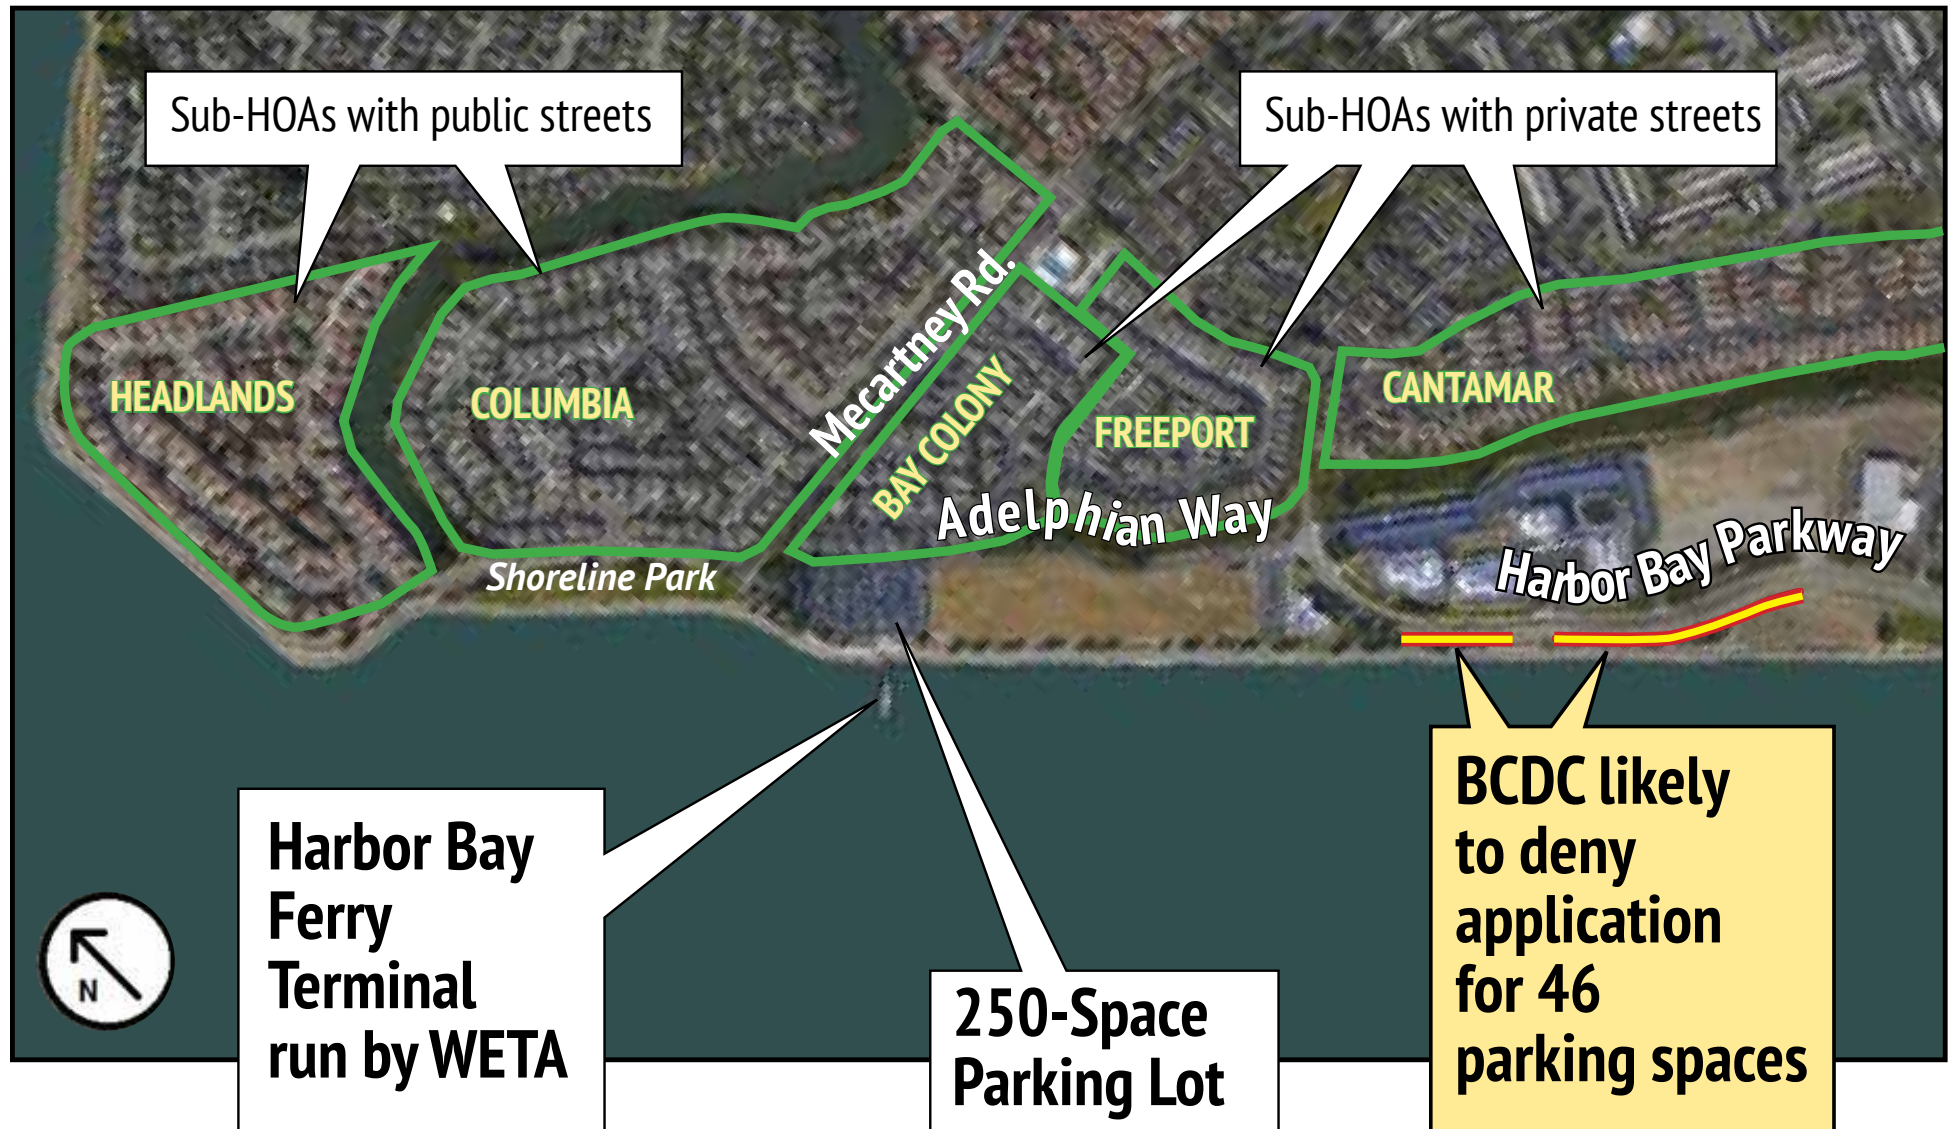 Sub-HOAs with public streets
Sub-HOAs with private streets
Mecartney Rd.
HEADLANDS
COLUMBIA
BAY COLONY
FREEPORT
CANTAMAR
Adelphian Way
Harbor Bay Parkway
Shoreline Park
Harbor Bay
Ferry
Terminal
run by WETA
250-Space
Parking Lot
BCDC likely
to deny
application
for 46
parking spaces
N